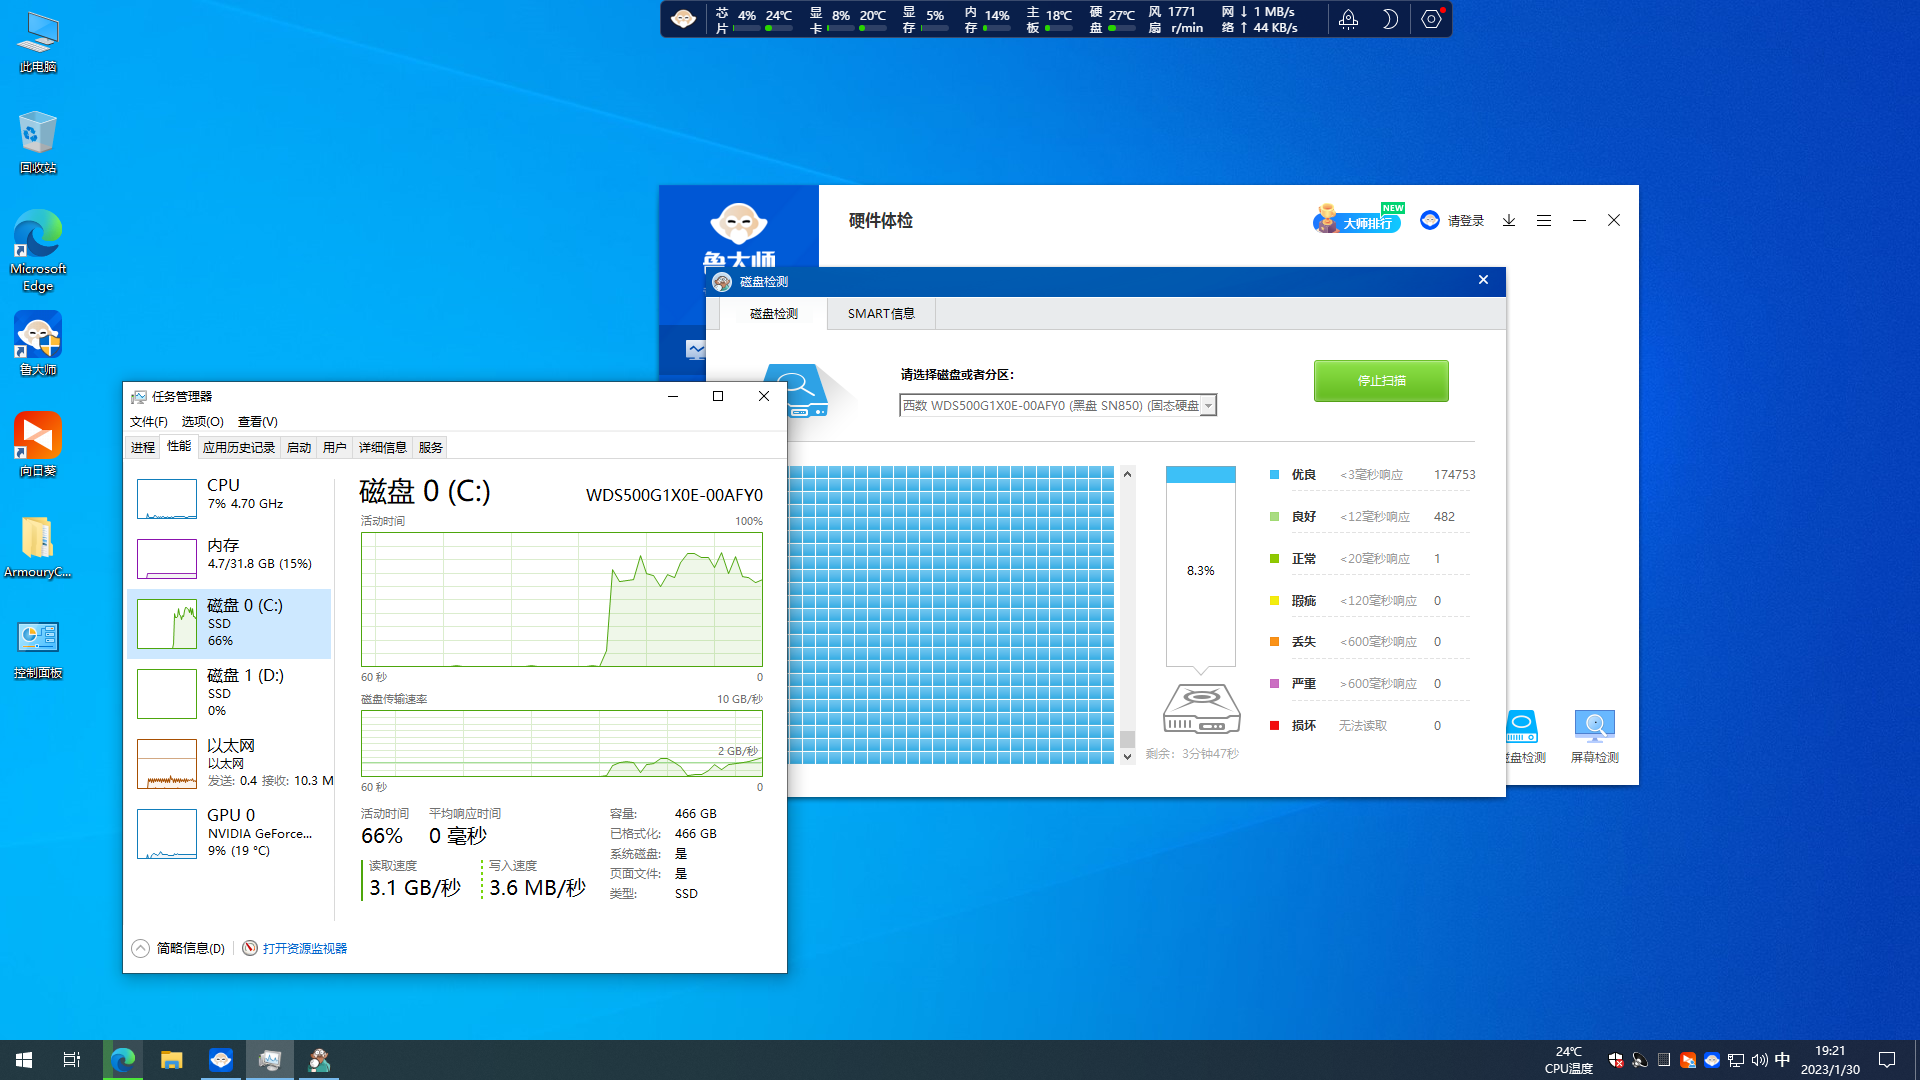 芯片 4% 24℃ 显卡 8% 20℃ 显存 5% 内存 14% 主板 18℃ 硬盘 27℃ 风扇 1771 r/min 网络 ↓ 1 MB/s ↑ 44 KB/s
此电脑
回收站
Microsoft Edge
鲁大师
向日葵
ArmouryC...
控制面板
鲁大师
硬件体检
大师排行
NEW
请登录
磁盘检测
磁盘检测
SMART信息
请选择磁盘或者分区：
西数 WDS500G1X0E-00AFY0 (黑盘 SN850) (固态硬盘
停止扫描
8.3%
剩余：3分钟47秒
优良 <3毫秒响应 174753
良好 <12毫秒响应 482
正常 <20毫秒响应 1
瑕疵 <120毫秒响应 0
丢失 <600毫秒响应 0
严重 >600毫秒响应 0
损坏 无法读取 0
盘检测
屏幕检测
任务管理器
文件(F) 选项(O) 查看(V)
进程 性能 应用历史记录 启动 用户 详细信息 服务
CPU
7% 4.70 GHz
内存
4.7/31.8 GB (15%)
磁盘 0 (C:)
SSD
66%
磁盘 1 (D:)
SSD
0%
以太网
以太网
发送: 0.4 接收: 10.3 M
GPU 0
NVIDIA GeForce...
9% (19 °C)
磁盘 0 (C:)
WDS500G1X0E-00AFY0
活动时间 100%
60 秒 0
磁盘传输速率 10 GB/秒
2 GB/秒
60 秒 0
活动时间
66%
平均响应时间
0 毫秒
读取速度
3.1 GB/秒
写入速度
3.6 MB/秒
容量: 466 GB
已格式化: 466 GB
系统磁盘: 是
页面文件: 是
类型: SSD
简略信息(D)
打开资源监视器
24℃
CPU温度
中
19:21
2023/1/30